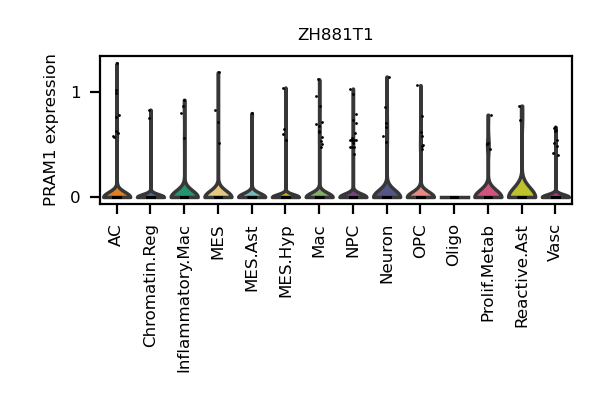 ZH881T1
PRAM1 expression
1
0
AC
Chromatin.Reg
Inflammatory.Mac
MES
MES.Ast
MES.Hyp
Mac
NPC
Neuron
OPC
Oligo
Prolif.Metab
Reactive.Ast
Vasc